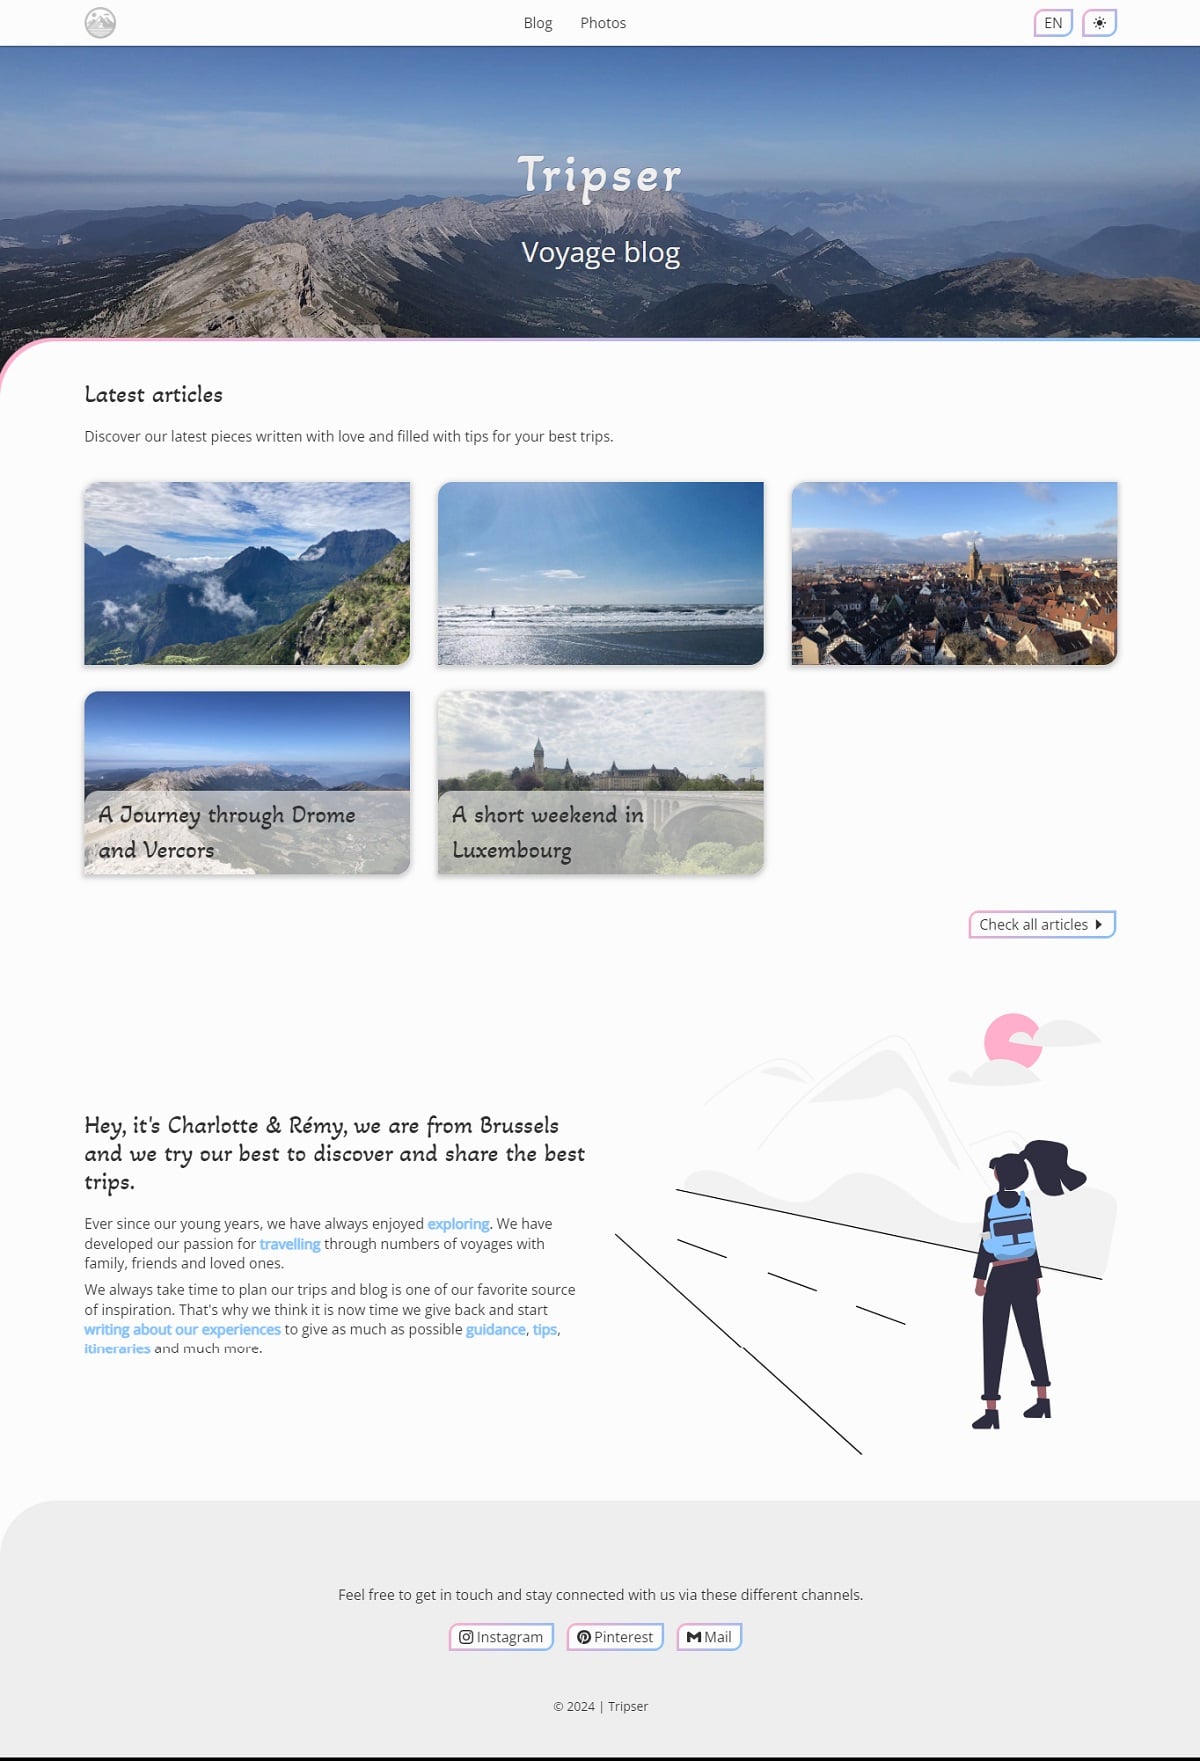 Blog Photos EN
Tripser
Voyage blog
Latest articles
Discover our latest pieces written with love and filled with tips for your best trips.
A Journey through Drome
and Vercors
A short weekend in
Luxembourg
Check all articles
Hey, it's Charlotte & Rémy, we are from Brussels
and we try our best to discover and share the best
trips.
Ever since our young years, we have always enjoyed exploring. We have
developed our passion for travelling through numbers of voyages with
family, friends and loved ones.
We always take time to plan our trips and blog is one of our favorite source
of inspiration. That's why we think it is now time we give back and start
writing about our experiences to give as much as possible guidance, tips,
itineraries and much more.
Feel free to get in touch and stay connected with us via these different channels.
Instagram Pinterest Mail
© 2024 | Tripser